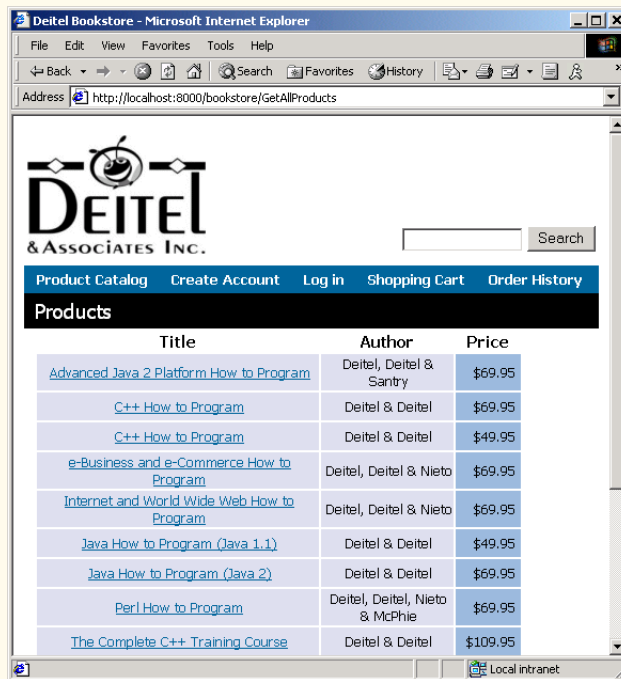 Deitel Bookstore - Microsoft Internet Explorer
File Edit View Favorites Tools Help
Back Search Favorites History »
Address http://localhost:8000/bookstore/GetAllProducts
DEITEL
& ASSOCIATES INC.
Search
Product Catalog Create Account Log in Shopping Cart Order History
Products
Title Author Price
Advanced Java 2 Platform How to Program Deitel, Deitel &
Santry $69.95
C++ How to Program Deitel & Deitel $69.95
C++ How to Program Deitel & Deitel $49.95
e-Business and e-Commerce How to
Program Deitel, Deitel & Nieto $69.95
Internet and World Wide Web How to
Program Deitel, Deitel & Nieto $69.95
Java How to Program (Java 1.1) Deitel & Deitel $49.95
Java How to Program (Java 2) Deitel & Deitel $69.95
Perl How to Program Deitel, Deitel, Nieto
& McPhie $69.95
The Complete C++ Training Course Deitel & Deitel $109.95
Local intranet